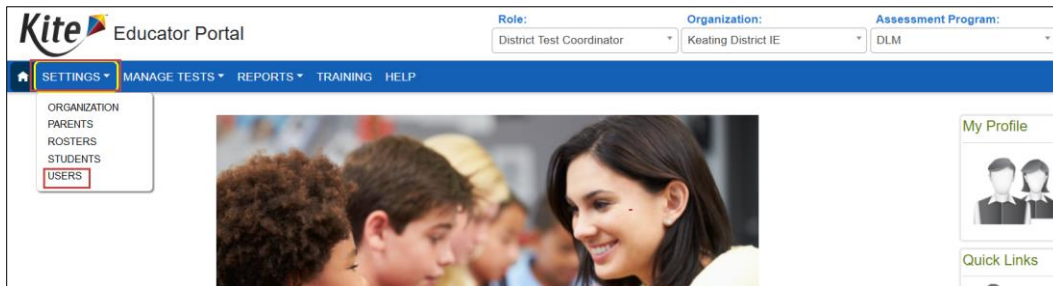 Role: Organization: Assessment Program:
Kite Educator Portal
District Test Coordinator Keating District IE DLM
SETTINGS MANAGE TESTS REPORTS TRAINING HELP
ORGANIZATION
PARENTS
ROSTERS
STUDENTS
USERS
My Profile
Quick Links